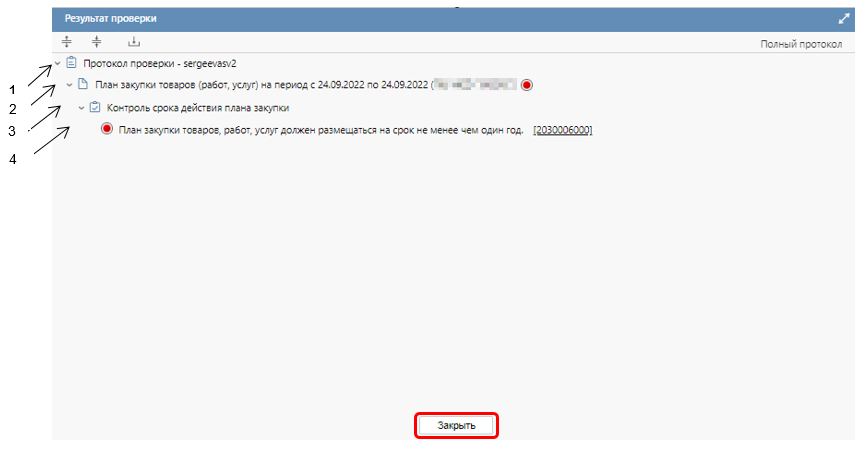 Результат проверки
Полный протокол
1 Протокол проверки - sergeevasv2
2 План закупки товаров (работ, услуг) на период с 24.09.2022 по 24.09.2022 (
3 Контроль срока действия плана закупки
4 План закупки товаров, работ, услуг должен размещаться на срок не менее чем один год. [2030006000]
Закрыть